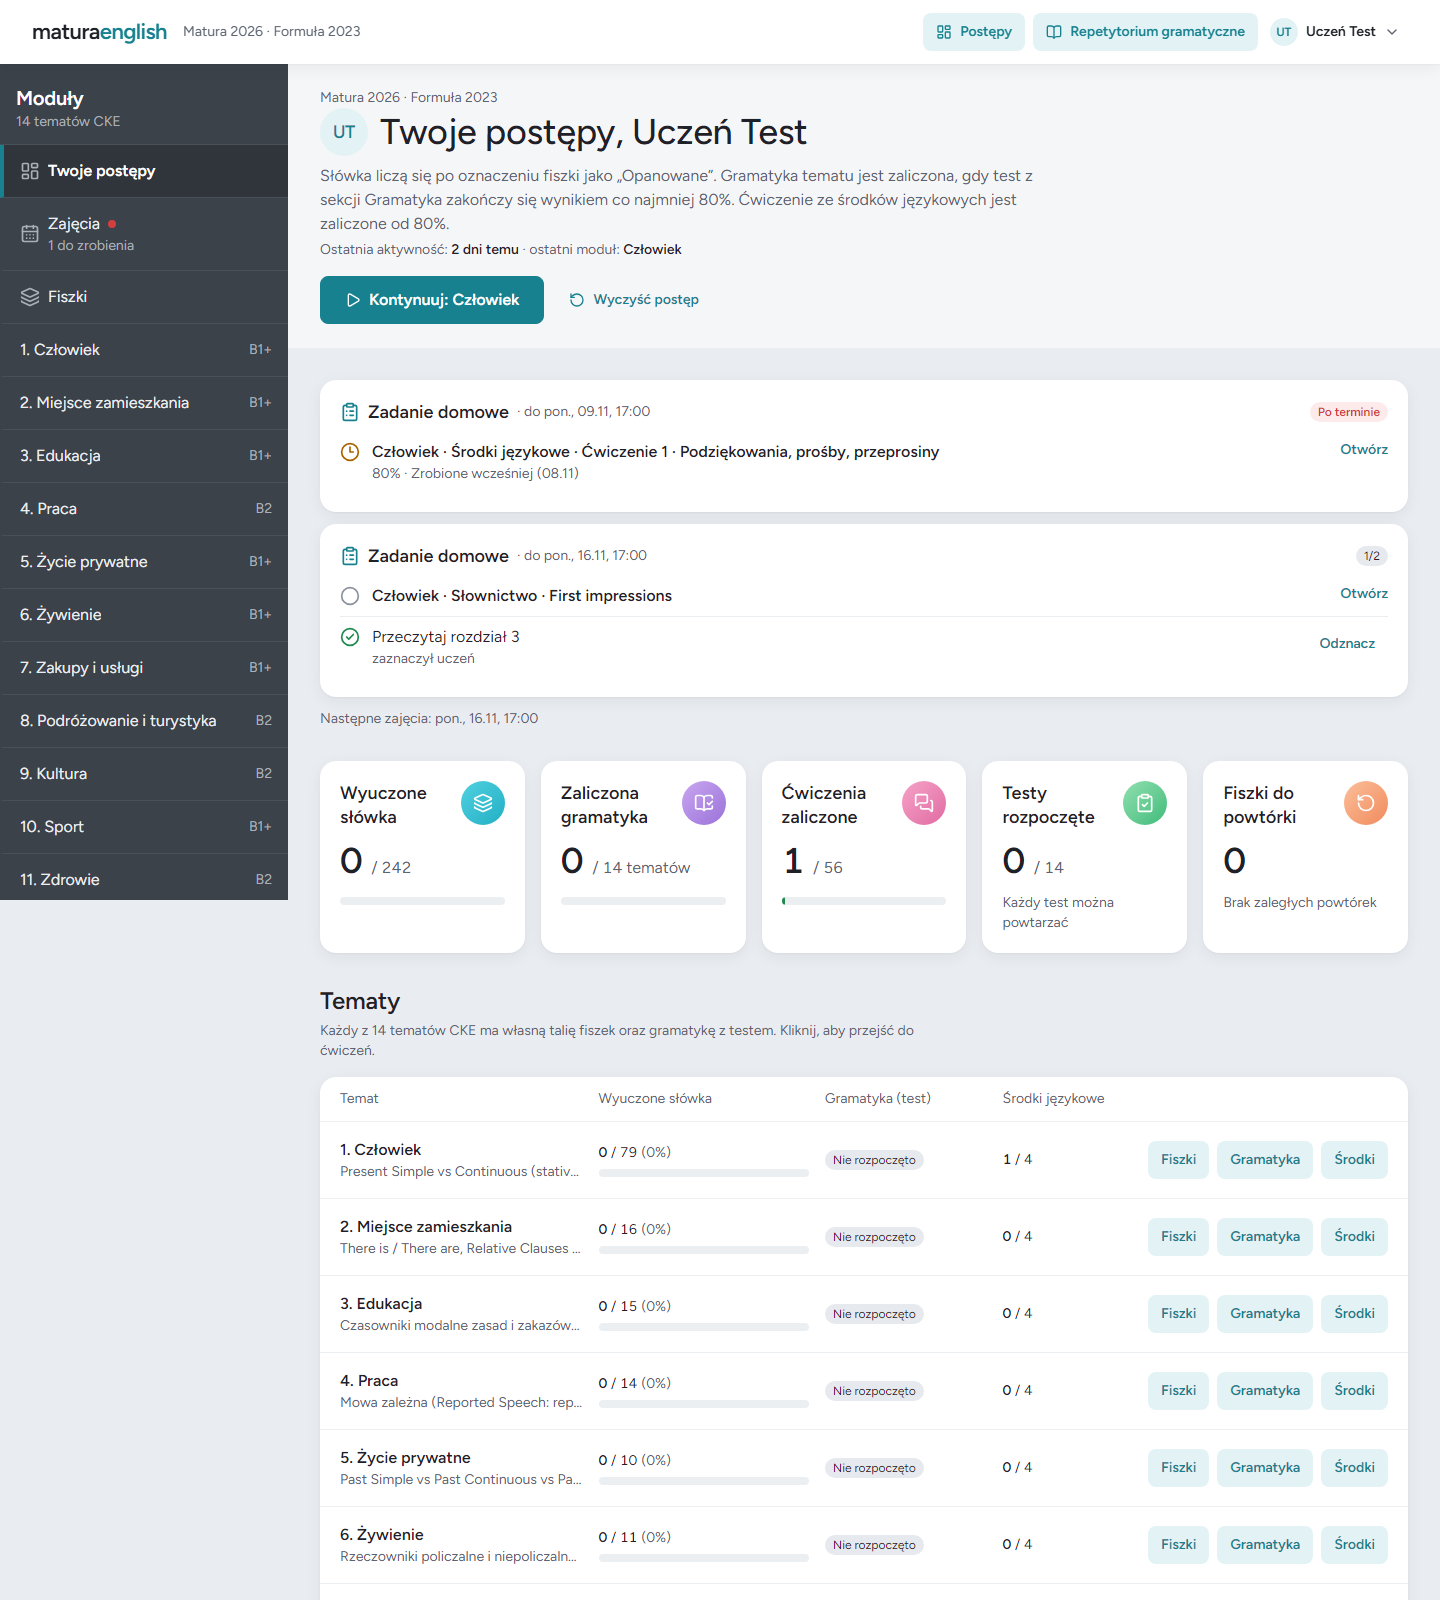 maturaenglish Matura 2026 · Formuła 2023
Postępy
Repetytorium gramatyczne
UT Uczeń Test
Moduły
14 tematów CKE
Twoje postępy
Zajęcia
1 do zrobienia
Fiszki
1. Człowiek B1+
2. Miejsce zamieszkania B1+
3. Edukacja B1+
4. Praca B2
5. Życie prywatne B1+
6. Żywienie B1+
7. Zakupy i usługi B1+
8. Podróżowanie i turystyka B2
9. Kultura B2
10. Sport B1+
11. Zdrowie B2
Matura 2026 · Formuła 2023
UT Twoje postępy, Uczeń Test
Słówka liczą się po oznaczeniu fiszki jako „Opanowane”. Gramatyka tematu jest zaliczona, gdy test z
sekcji Gramatyka zakończy się wynikiem co najmniej 80%. Ćwiczenie ze środków językowych jest
zaliczone od 80%.
Ostatnia aktywność: 2 dni temu · ostatni moduł: Człowiek
Kontynuuj: Człowiek
Wyczyść postęp
Zadanie domowe · do pon., 09.11, 17:00 Po terminie
Człowiek · Środki językowe · Ćwiczenie 1 · Podziękowania, prośby, przeprosiny Otwórz
80% · Zrobione wcześniej (08.11)
Zadanie domowe · do pon., 16.11, 17:00 1/2
Człowiek · Słownictwo · First impressions Otwórz
Przeczytaj rozdział 3 Odznacz
zaznaczył uczeń
Następne zajęcia: pon., 16.11, 17:00
Wyuczone
słówka
0 / 242
Zaliczona
gramatyka
0 / 14 tematów
Ćwiczenia
zaliczone
1 / 56
Testy
rozpoczęte
0 / 14
Każdy test można
powtarzać
Fiszki do
powtórki
0
Brak zaległych powtórek
Tematy
Każdy z 14 tematów CKE ma własną talię fiszek oraz gramatykę z testem. Kliknij, aby przejść do
ćwiczeń.
Temat Wyuczone słówka Gramatyka (test) Środki językowe
1. Człowiek 0 / 79 (0%) Nie rozpoczęto 1 / 4 Fiszki Gramatyka Środki
Present Simple vs Continuous (stativ...
2. Miejsce zamieszkania 0 / 16 (0%) Nie rozpoczęto 0 / 4 Fiszki Gramatyka Środki
There is / There are, Relative Clauses ...
3. Edukacja 0 / 15 (0%) Nie rozpoczęto 0 / 4 Fiszki Gramatyka Środki
Czasowniki modalne zasad i zakazów...
4. Praca 0 / 14 (0%) Nie rozpoczęto 0 / 4 Fiszki Gramatyka Środki
Mowa zależna (Reported Speech: rep...
5. Życie prywatne 0 / 10 (0%) Nie rozpoczęto 0 / 4 Fiszki Gramatyka Środki
Past Simple vs Past Continuous vs Pa...
6. Żywienie 0 / 11 (0%) Nie rozpoczęto 0 / 4 Fiszki Gramatyka Środki
Rzeczowniki policzalne i niepoliczaln...